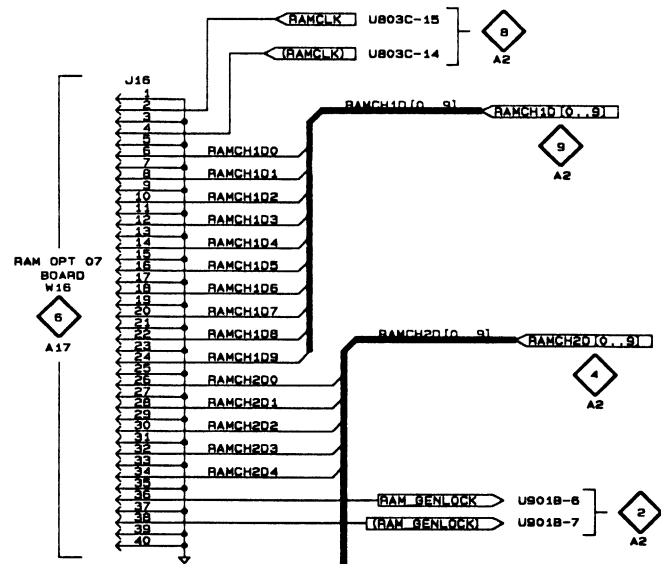 RAMCLK U803C-15
8
(RAMCLK) U803C-14
A2
J16
1
2
3
4
5
6 RAMCH1D0
7
8 RAMCH1D1
9
10 RAMCH1D2
11
12 RAMCH1D3
13
14 RAMCH1D4
15
16 RAMCH1D5
17
18 RAMCH1D6
19
20 RAMCH1D7
21
22 RAMCH1D8
23
24 RAMCH1D9
25
26 RAMCH2D0
27
28 RAMCH2D1
29
30 RAMCH2D2
31
32 RAMCH2D3
33
34 RAMCH2D4
35
36
37
38
39
40
RAMCH1D[0..9] RAMCH1D[0..9]
9
A2
RAM OPT 07
BOARD
W16
6
A17
RAMCH2D[0..9] RAMCH2D[0..9]
4
A2
RAM GENLOCK U901B-6
(RAM GENLOCK) U901B-7
2
A2